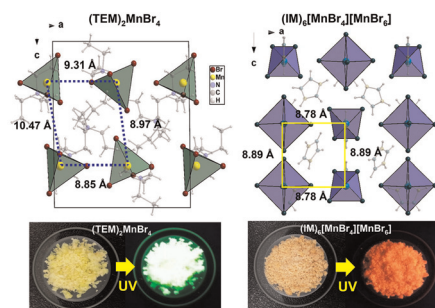 (TEM)₂MnBr₄
(IM)₆[MnBr₄][MnBr₆]
a
c
9.31 Å
10.47 Å
8.97 Å
8.85 Å
Br
Mn
N
C
H
a
c
8.78 Å
8.89 Å
8.89 Å
8.78 Å
(TEM)₂MnBr₄
UV
(IM)₆[MnBr₄][MnBr₆]
UV